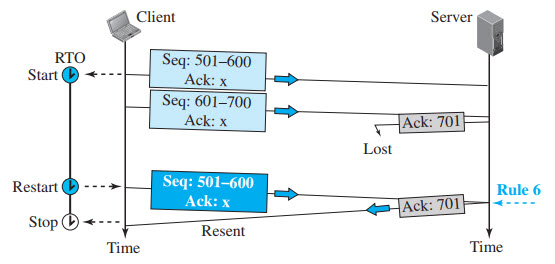 Client
Server
RTO
Start
Seq: 501–600
Ack: x
Seq: 601–700
Ack: x
Ack: 701
Lost
Restart
Seq: 501–600
Ack: x
Rule 6
Ack: 701
Stop
Resent
Time
Time